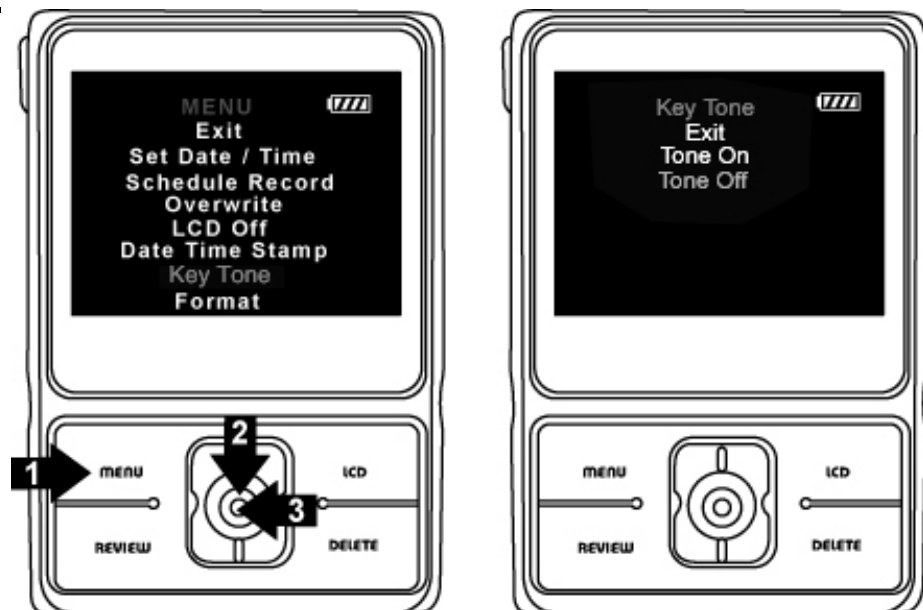 MENU
Exit
Set Date / Time
Schedule Record
Overwrite
LCD Off
Date Time Stamp
Key Tone
Format
1
2
3
MENU
LCD
REVIEW
DELETE
Key Tone
Exit
Tone On
Tone Off
MENU
LCD
REVIEW
DELETE